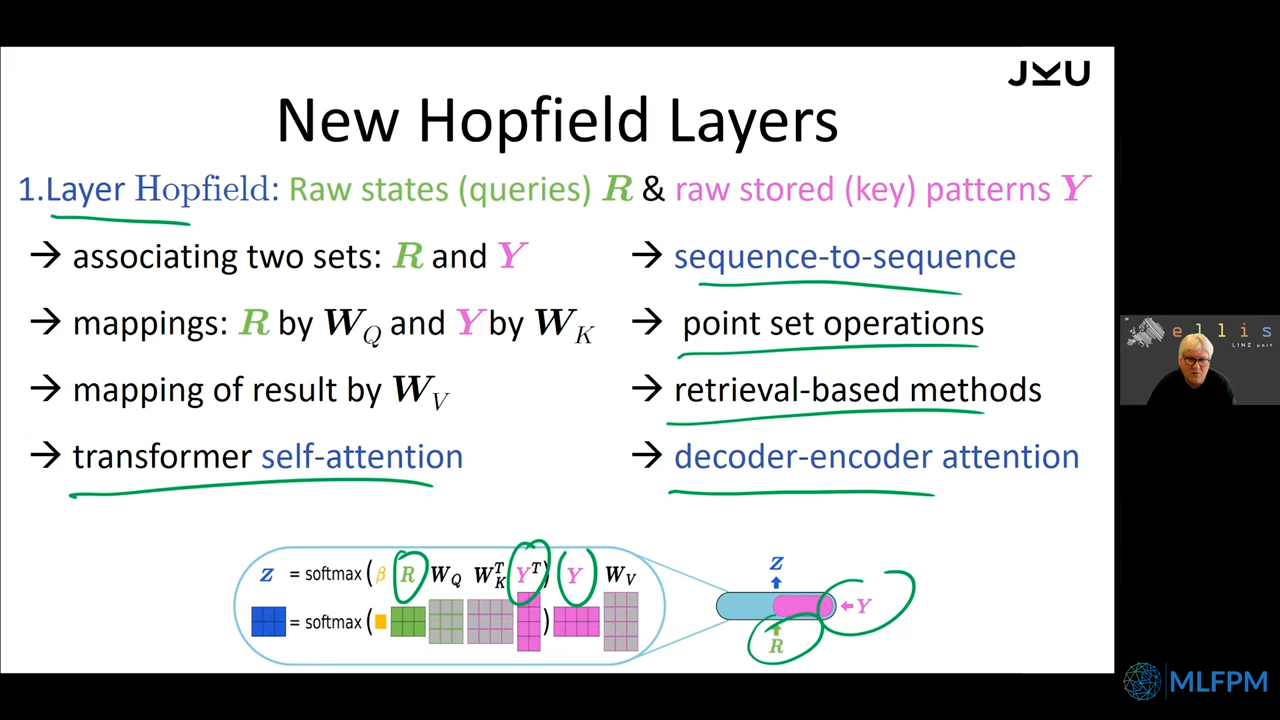 JKU
New Hopfield Layers
1.Layer Hopfield: Raw states (queries) R & raw stored (key) patterns Y
→ associating two sets: R and Y
→ mappings: R by W_Q and Y by W_K
→ mapping of result by W_V
→ transformer self-attention
→ sequence-to-sequence
→ point set operations
→ retrieval-based methods
→ decoder-encoder attention
Z = softmax ( β R W_Q W_K^T Y^T ) Y W_V
= softmax ( )
Z
Y
R
ellis
LINZ UNIT
MLFPM